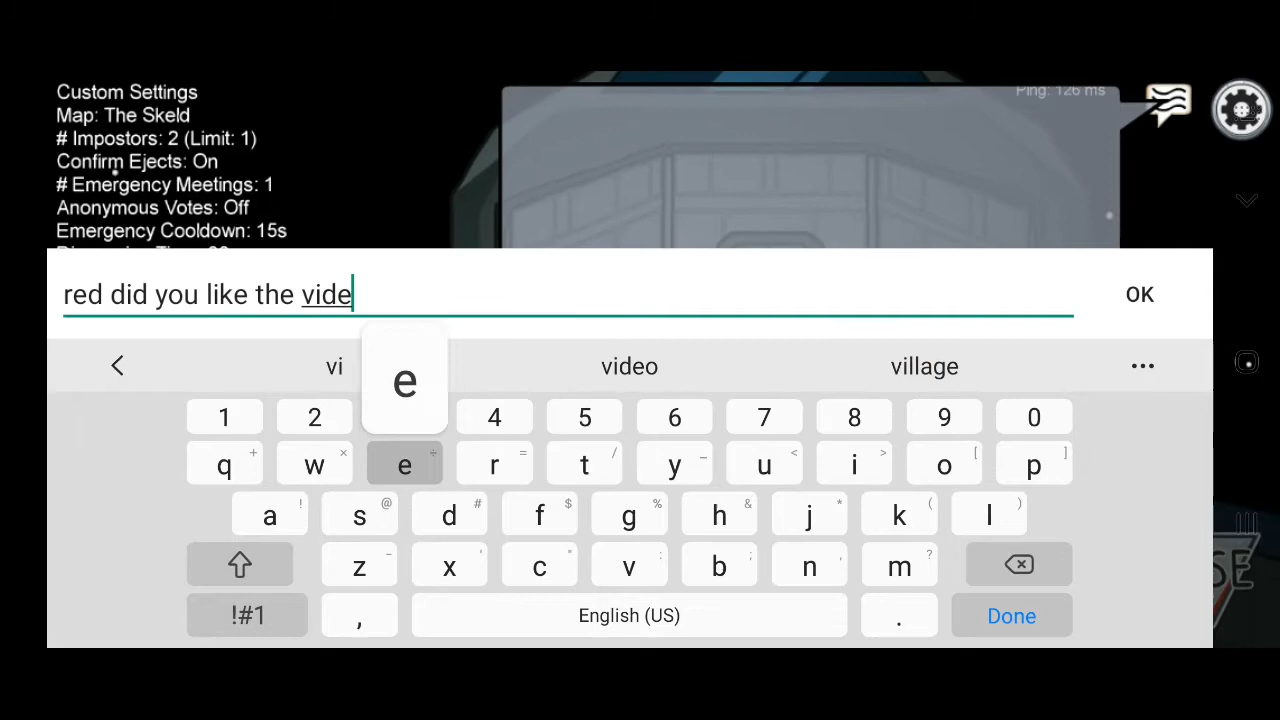 Custom Settings
Map: The Skeld
# Impostors: 2 (Limit: 1)
Confirm Ejects: On
# Emergency Meetings: 1
Anonymous Votes: Off
Emergency Cooldown: 15s
Ping: 126 ms
red did you like the vide
OK
vi
e
video
village
1 2 4 5 6 7 8 9 0
q + w × e ÷ r = t / y _ u < i > o [ p ]
a ! s @ d # f $ g % h & j * k ( l )
z - x ' c " v : b ; n , m ?
!#1 , English (US) . Done